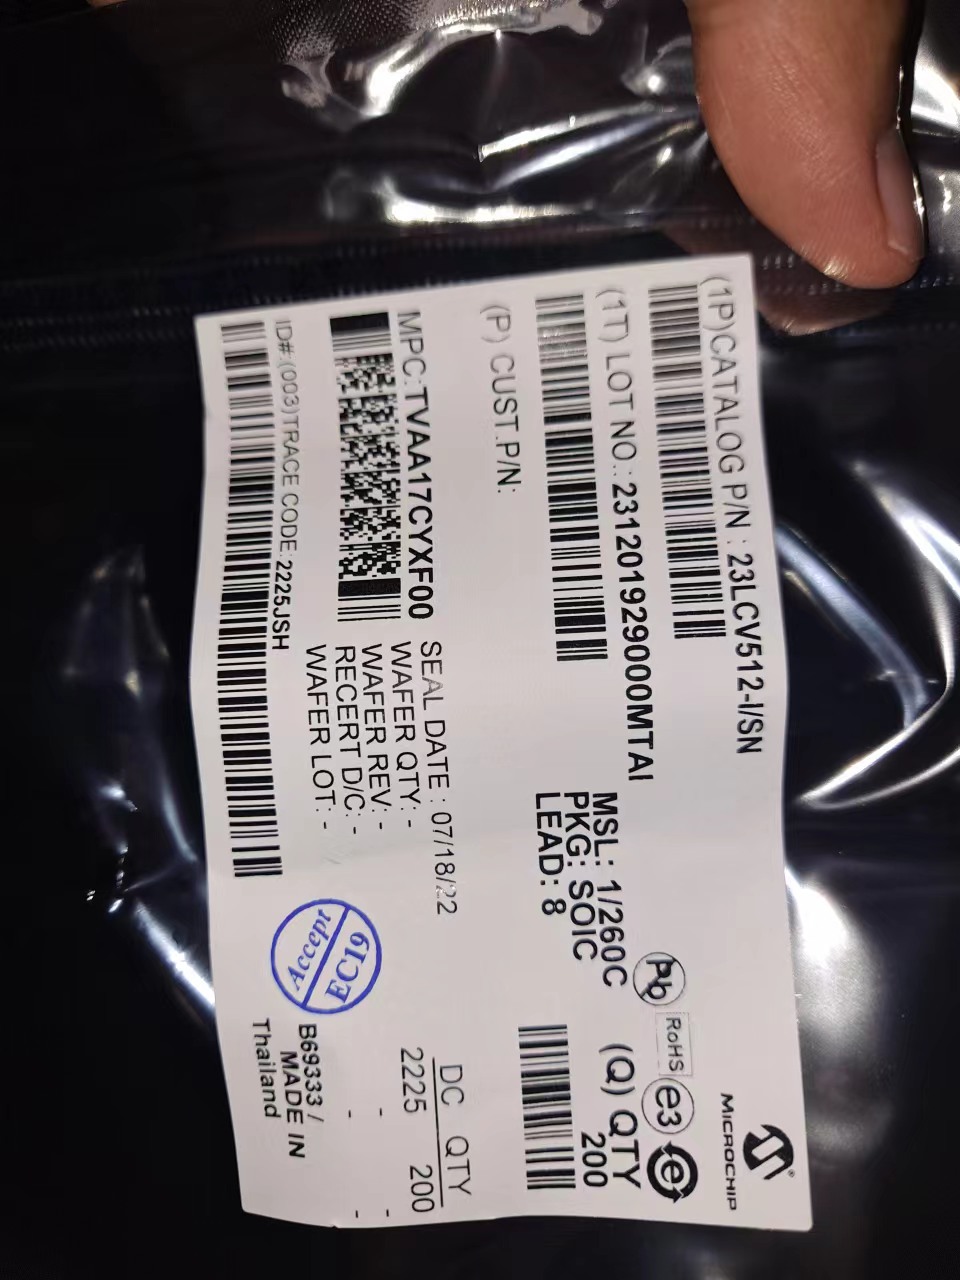 (1P)CATALOG P/N : 23LCV512-I/SN
MICROCHIP
(1T) LOT NO.: 231201929000MTAI
MSL: 1/260C
PKG: SOIC
LEAD: 8
Pb
RoHS
e3
e
(Q) QTY
200
(P) CUST.P/N:
MPC:TVAA17CYXF00
SEAL DATE : 07/18/22
WAFER QTY: -
WAFER REV: -
RECERT D/C: -
WAFER LOT: -
DC QTY
2225 200
- -
- -
ID#:(003)TRACE CODE:2225JSH
Accept
EC19
B69333 /
MADE IN
Thailand